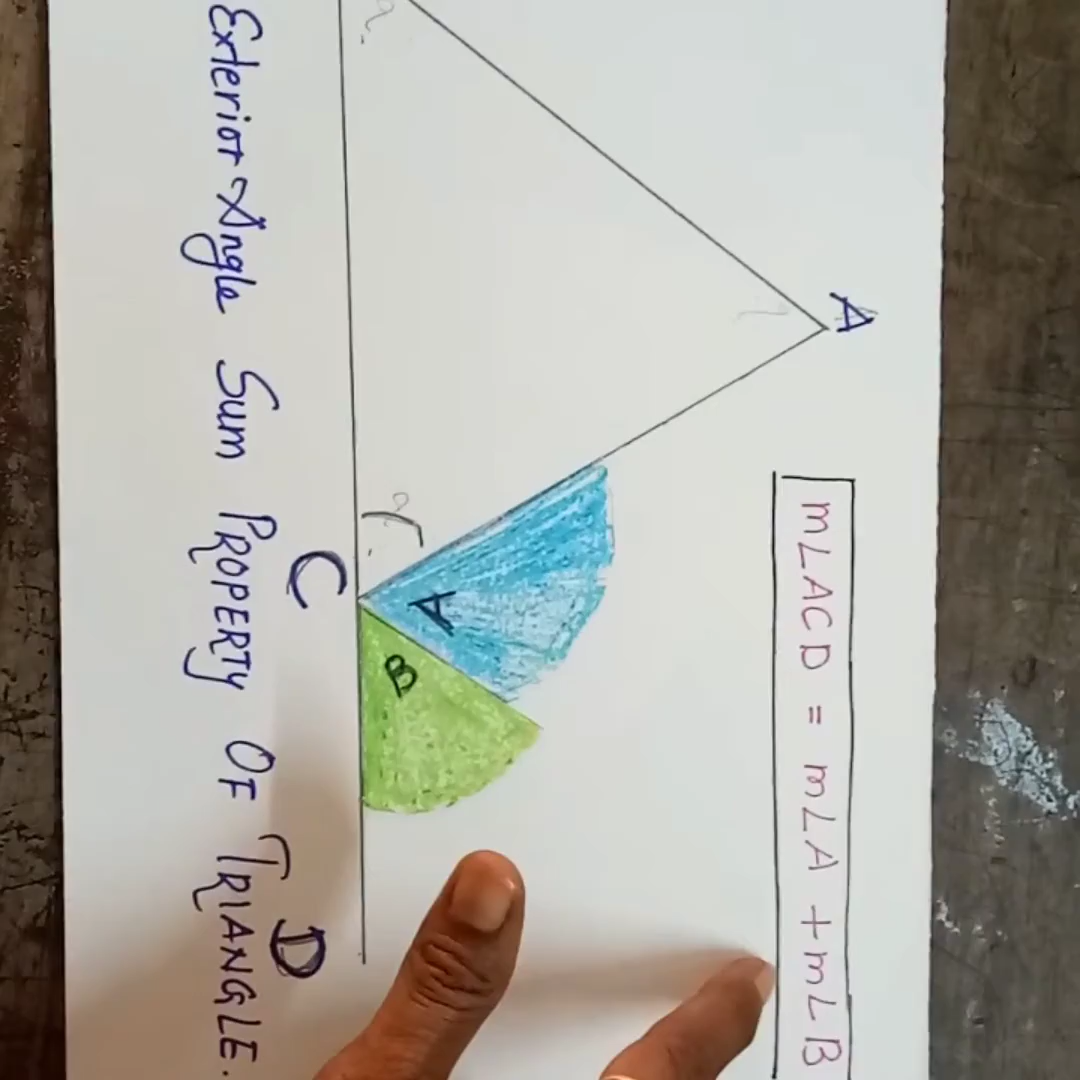 m∠ACD = m∠A + m∠B
A
A
B
C
D
Exterior Angle Sum PROPERTY OF TRIANGLE.